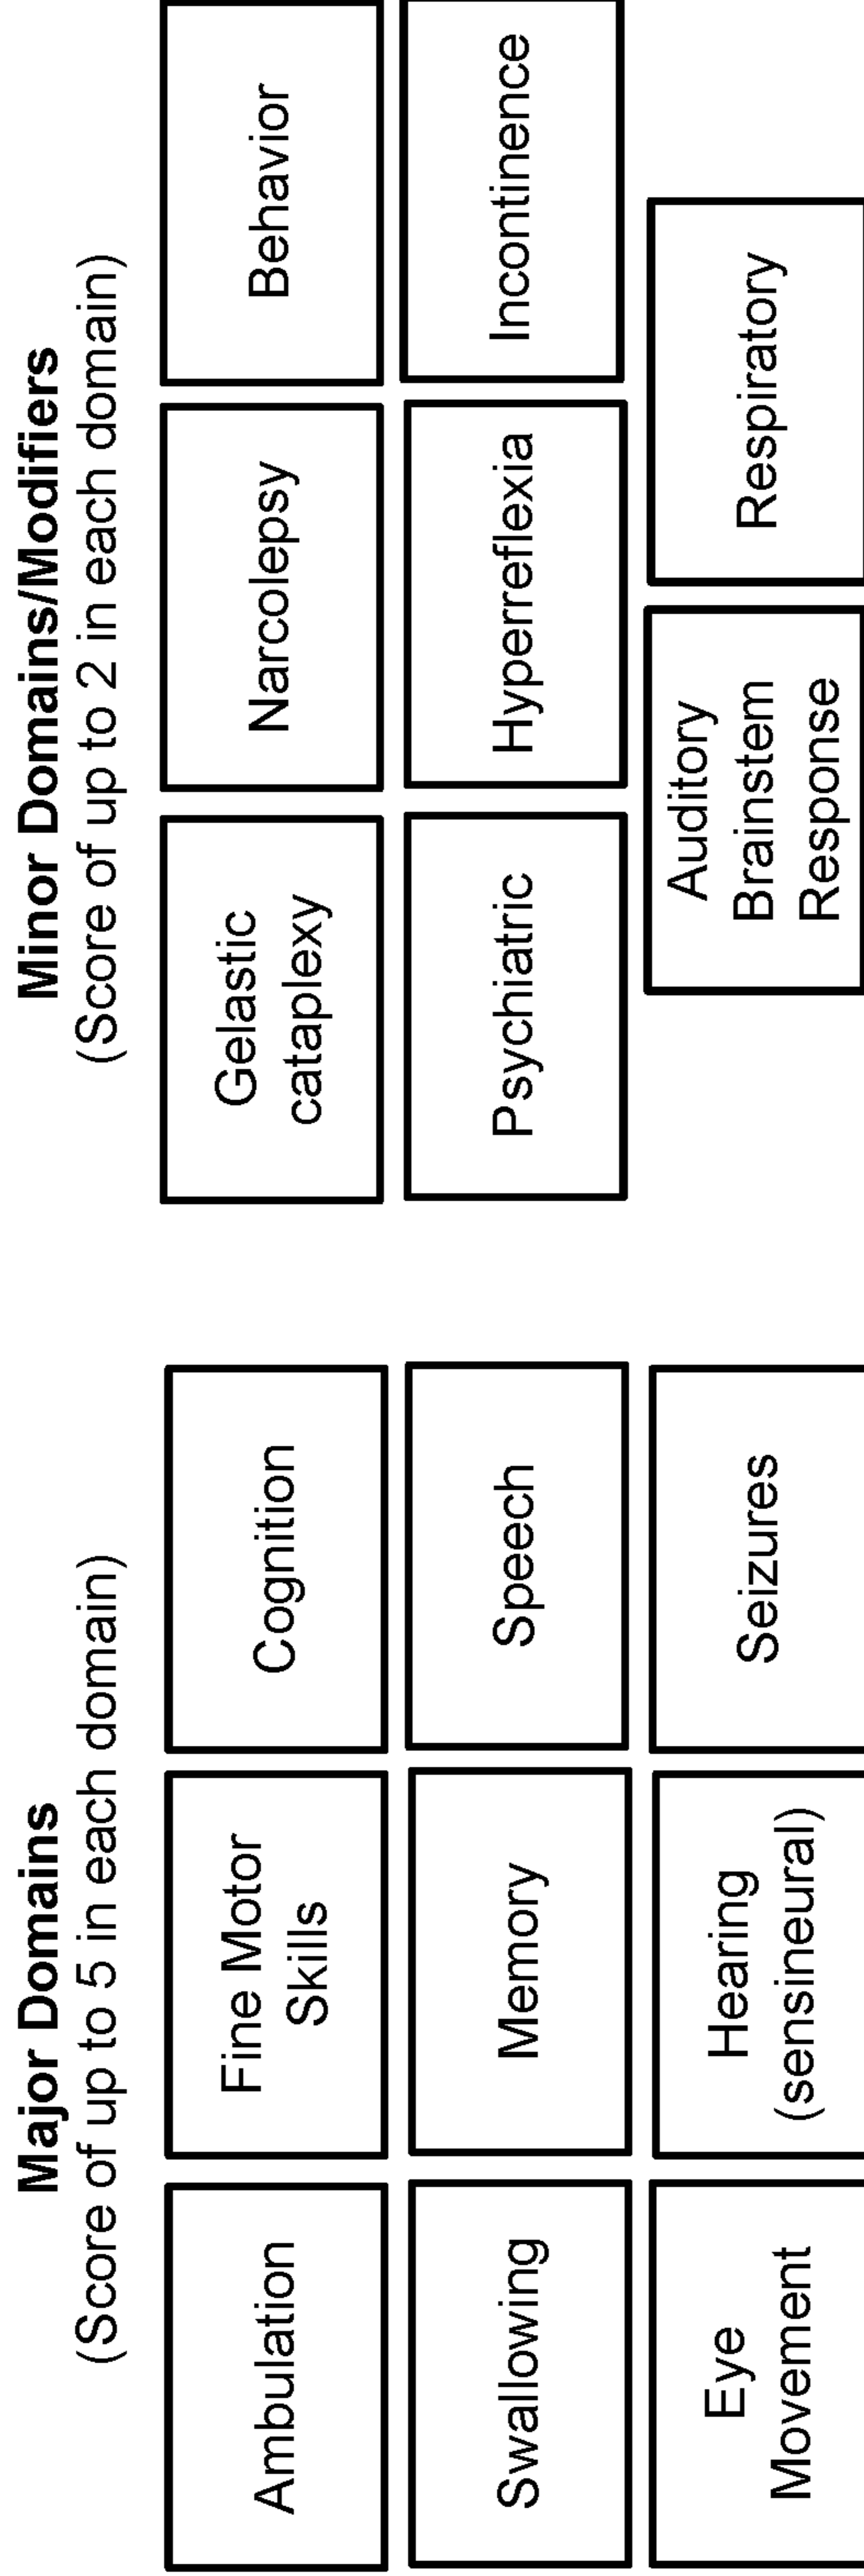 Major Domains
(Score of up to 5 in each domain)
Ambulation
Fine Motor
Skills
Cognition
Swallowing
Memory
Speech
Eye
Movement
Hearing
(sensineural)
Seizures
Minor Domains/Modifiers
(Score of up to 2 in each domain)
Gelastic
cataplexy
Narcolepsy
Behavior
Psychiatric
Hyperreflexia
Incontinence
Auditory
Brainstem
Response
Respiratory